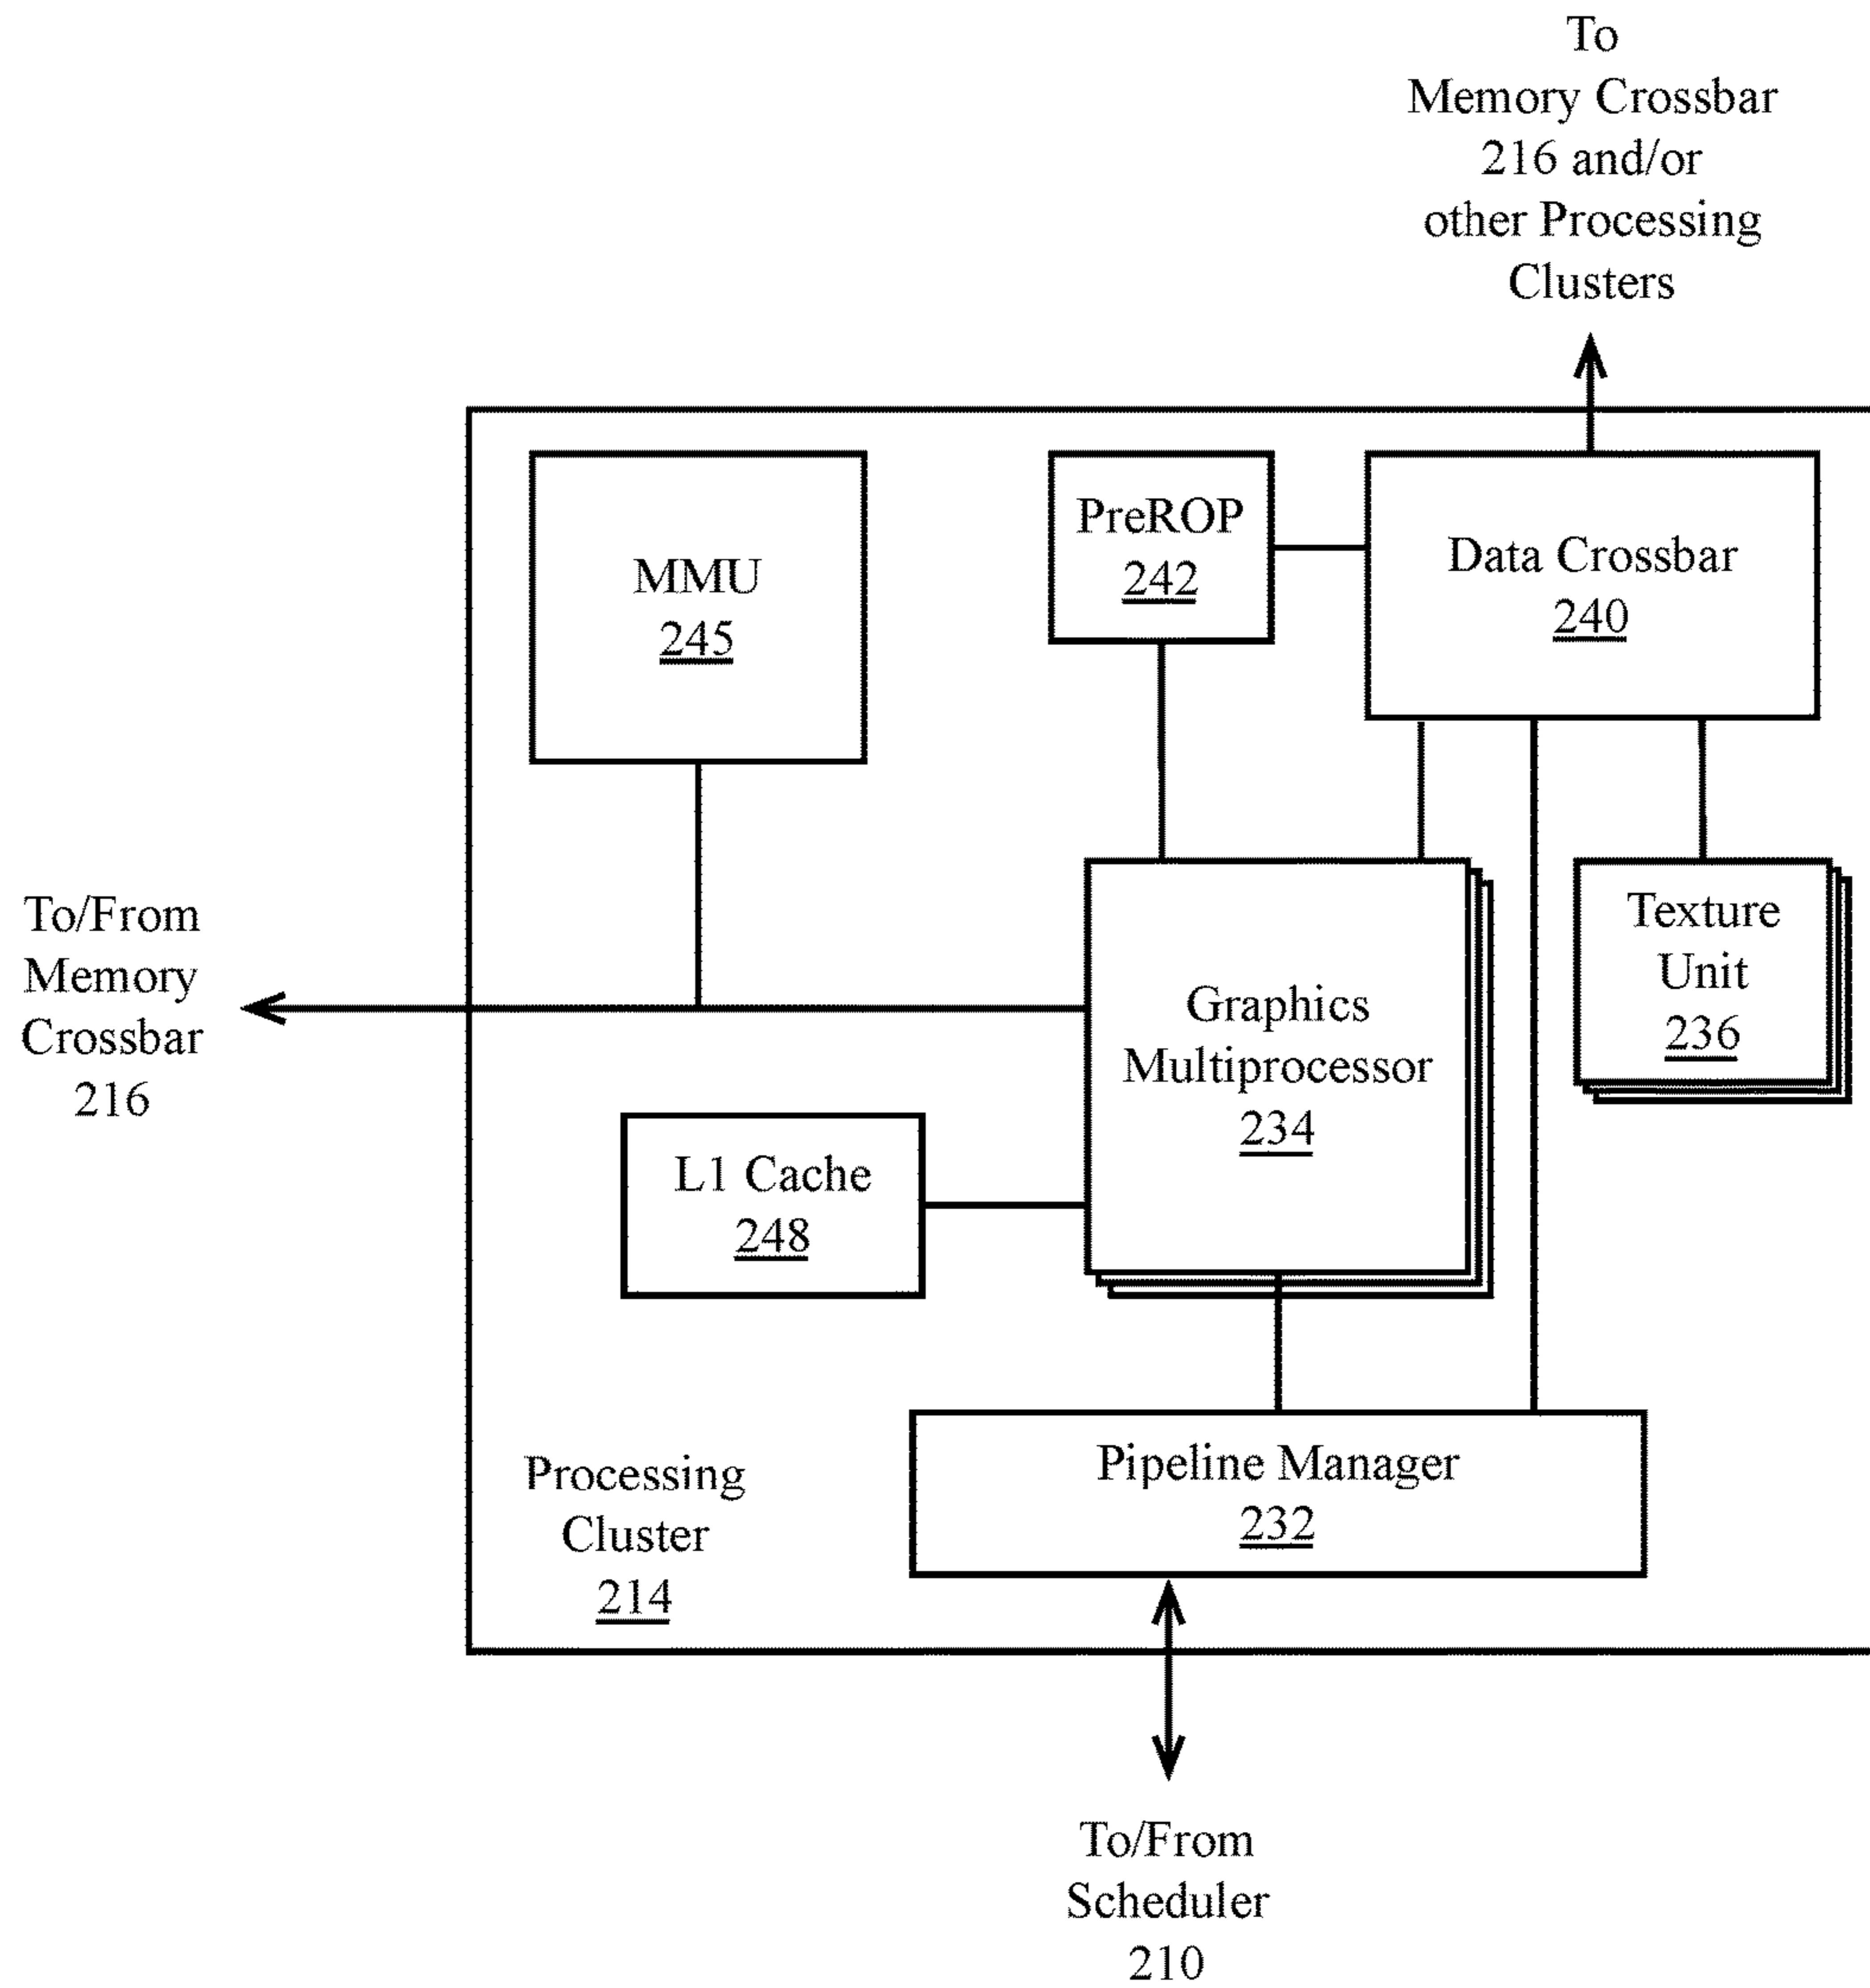 To
Memory Crossbar
216 and/or
other Processing
Clusters
PreROP
242
Data Crossbar
240
MMU
245
To/From
Memory
Crossbar
216
Texture
Unit
236
Graphics
Multiprocessor
234
L1 Cache
248
Pipeline Manager
232
Processing
Cluster
214
To/From
Scheduler
210